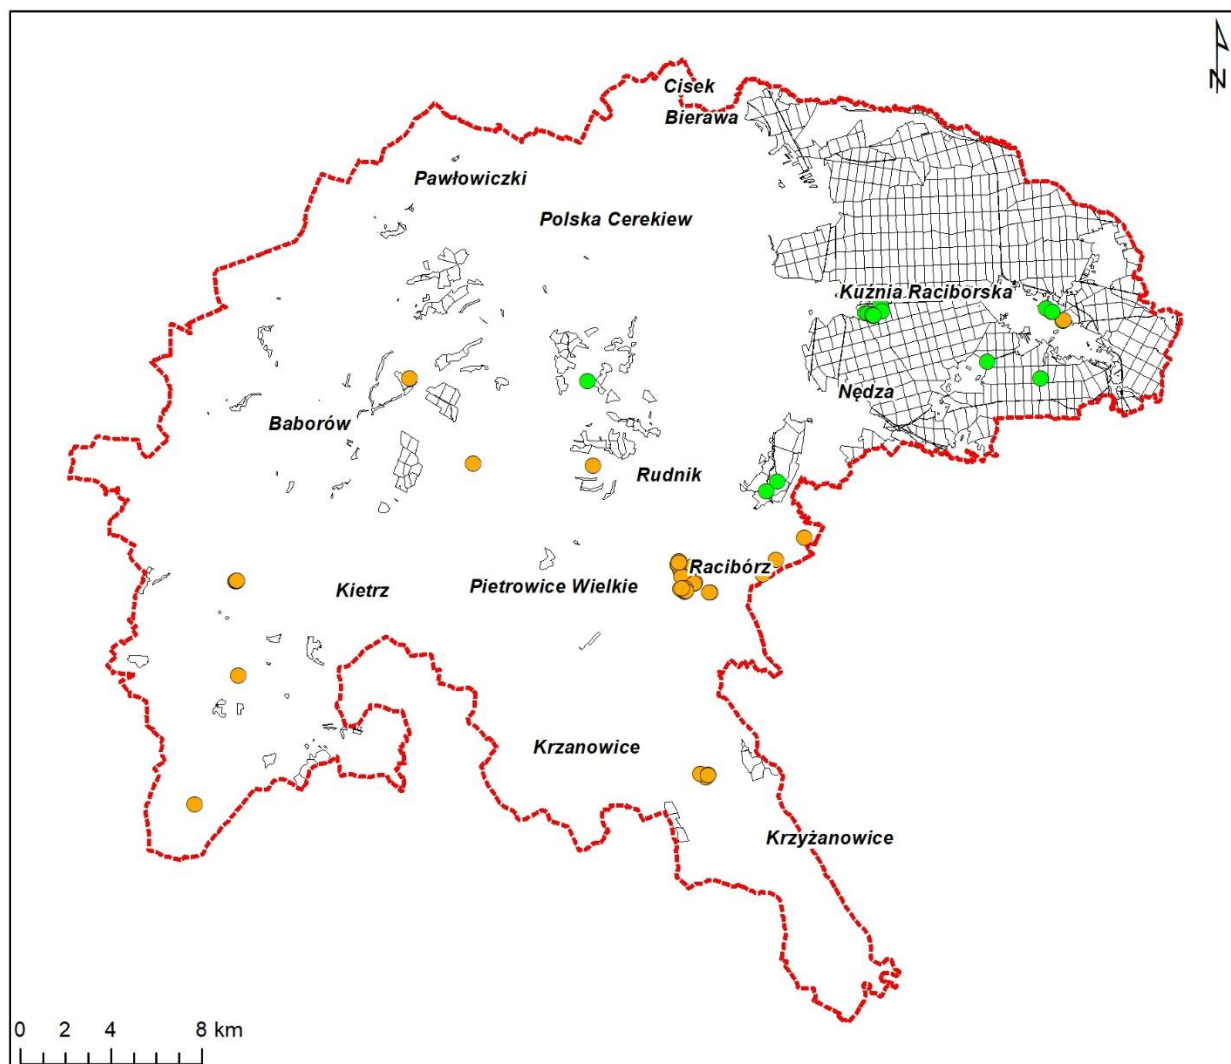 N
Cisek
Bierawa
Pawłowiczki
Polska Cerekiew
Kuźnia Raciborska
Nędza
Baborów
Rudnik
Racibórz
Kietrz
Pietrowice Wielkie
Krzanowice
Krzyżanowice
0 2 4 8 km